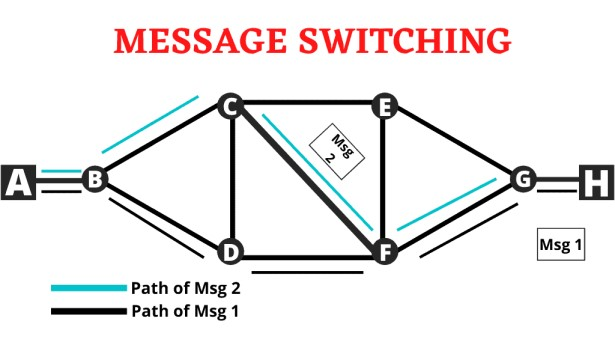 MESSAGE SWITCHING
C
E
Msg
2
A
B
G
H
D
F
Msg 1
Path of Msg 2
Path of Msg 1